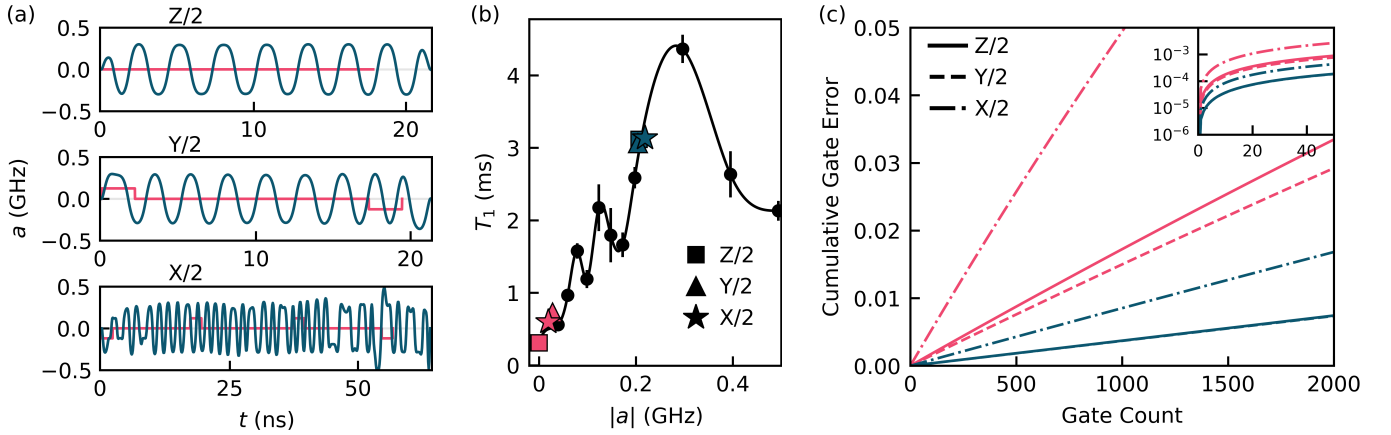 (a)
Z/2
0.5
0.0
−0.5
0
10
20
Y/2
0.5
0.0
−0.5
0
10
20
X/2
0.5
0.0
−0.5
0
25
50
a (GHz)
t (ns)
(b)
4
3
2
1
0
T1 (ms)
Z/2
Y/2
X/2
0
0.2
0.4
|a| (GHz)
(c)
0.05
0.04
0.03
0.02
0.01
0.00
Cumulative Gate Error
Z/2
Y/2
X/2
10−3
10−4
10−5
10−6
0
20
40
0
500
1000
1500
2000
Gate Count